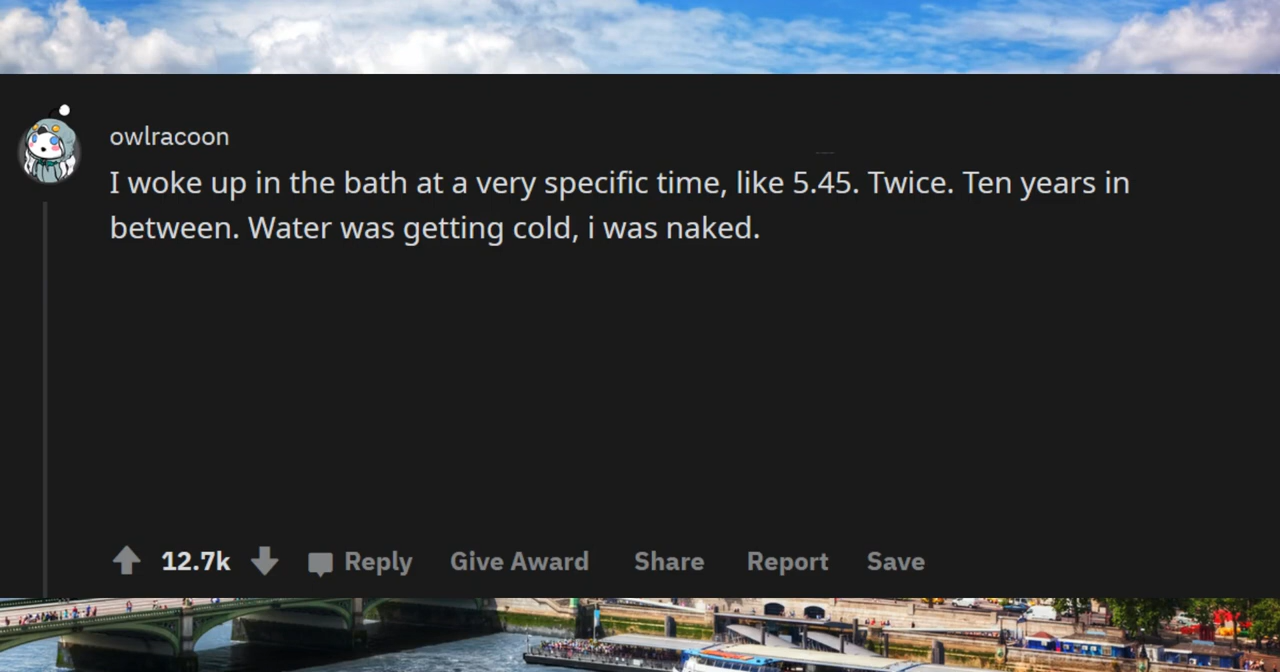 owlracoon
I woke up in the bath at a very specific time, like 5.45. Twice. Ten years in
between. Water was getting cold, i was naked.
12.7k Reply Give Award Share Report Save